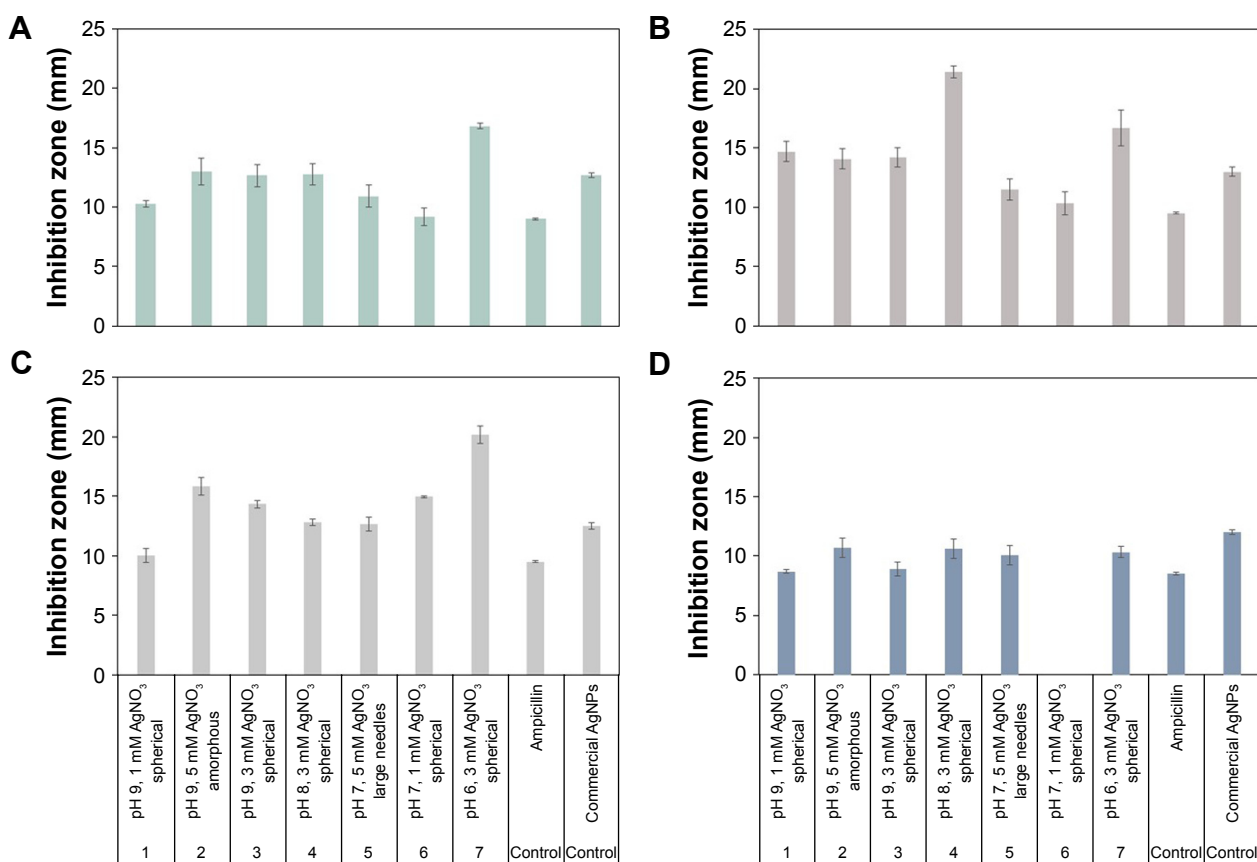 A
25
20
15
10
5
0
Inhibition zone (mm)
B
25
20
15
10
5
0
Inhibition zone (mm)
C
25
20
15
10
5
0
Inhibition zone (mm)
pH 9, 1 mM AgNO₃
spherical
pH 9, 5 mM AgNO₃
amorphous
pH 9, 3 mM AgNO₃
spherical
pH 8, 3 mM AgNO₃
spherical
pH 7, 5 mM AgNO₃
large needles
pH 7, 1 mM AgNO₃
spherical
pH 6, 3 mM AgNO₃
spherical
Ampicillin
Commercial AgNPs
1 2 3 4 5 6 7 Control Control
D
25
20
15
10
5
0
Inhibition zone (mm)
pH 9, 1 mM AgNO₃
spherical
pH 9, 5 mM AgNO₃
amorphous
pH 9, 3 mM AgNO₃
spherical
pH 8, 3 mM AgNO₃
spherical
pH 7, 5 mM AgNO₃
large needles
pH 7, 1 mM AgNO₃
spherical
pH 6, 3 mM AgNO₃
spherical
Ampicillin
Commercial AgNPs
1 2 3 4 5 6 7 Control Control